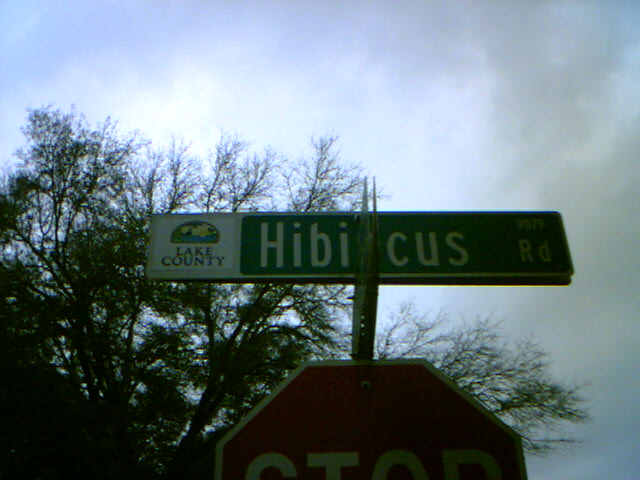 LAKE
COUNTY
Hibiscus Rd
9079
STOP